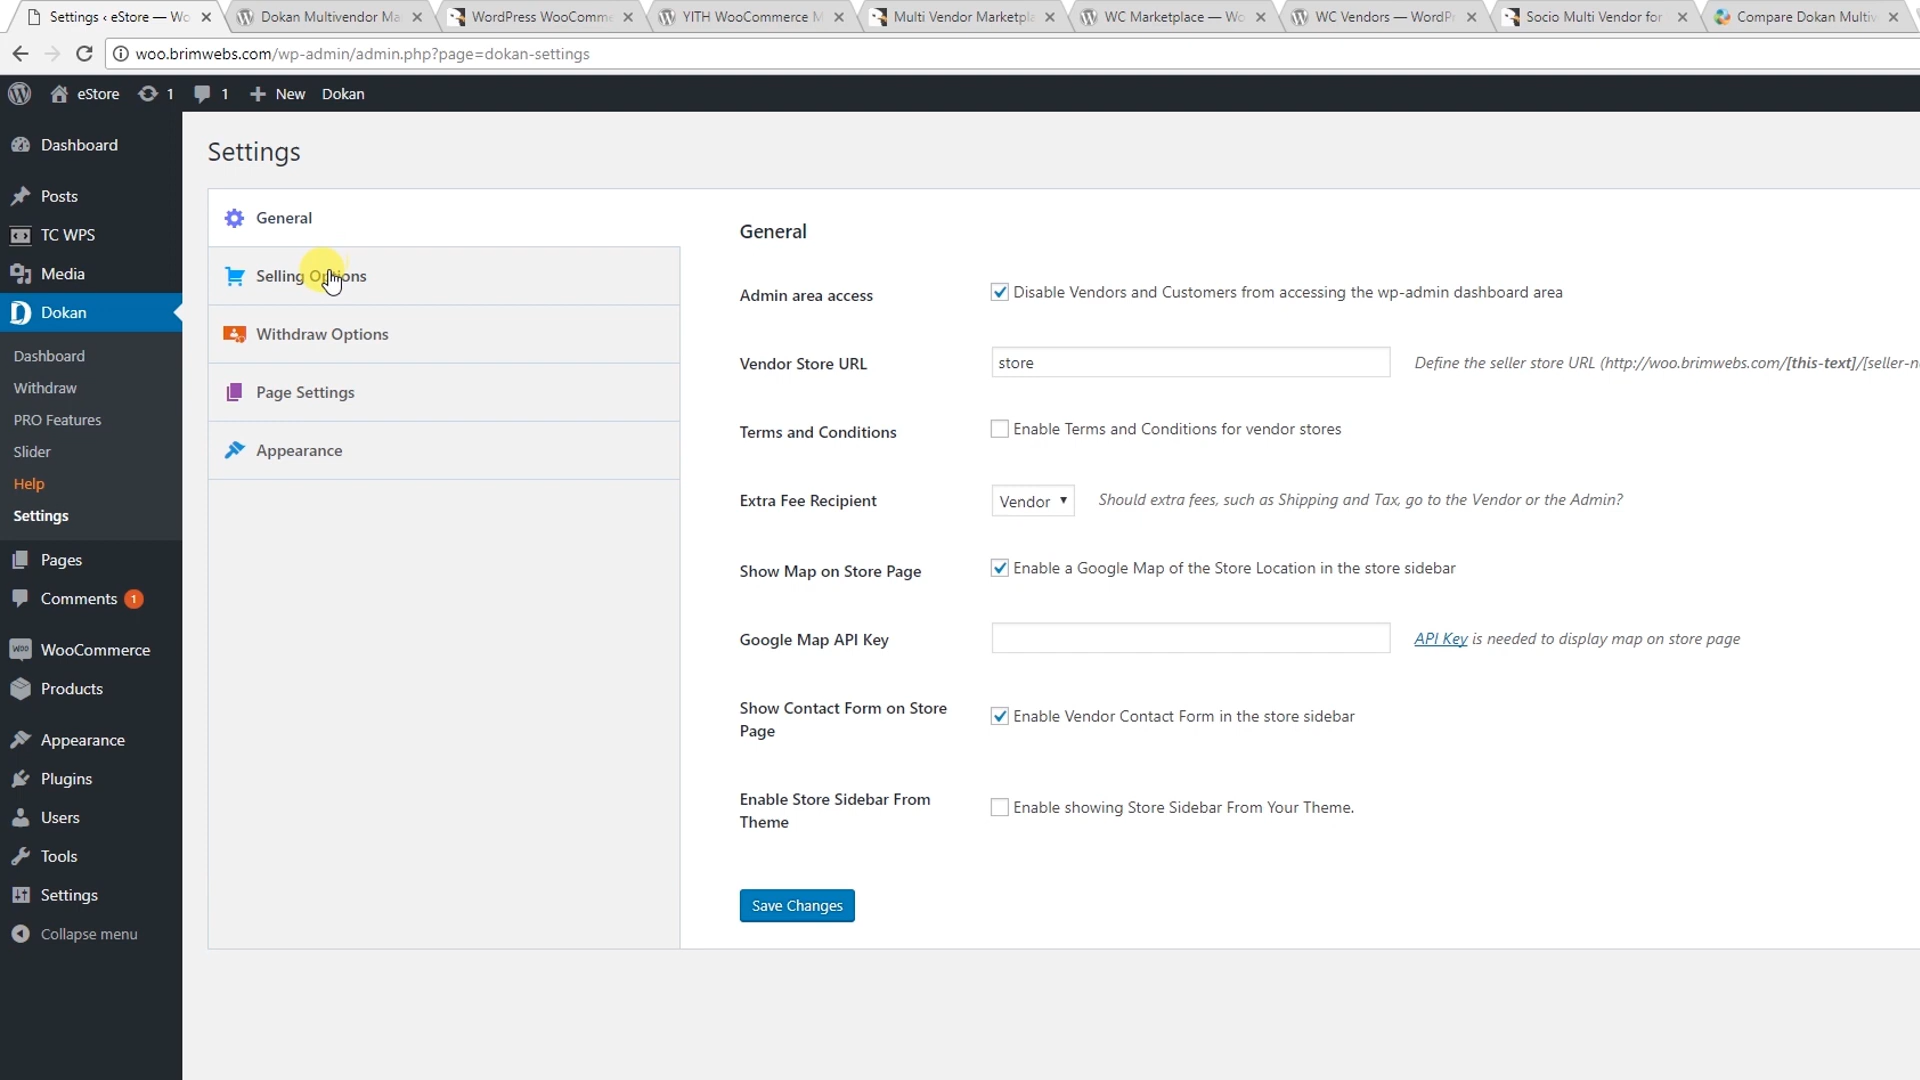 Settings ‹ eStore — Wo
Dokan Multivendor Ma
WordPress WooComme
YITH WooCommerce M
Multi Vendor Marketpla
WC Marketplace — Wo
WC Vendors — WordP
Socio Multi Vendor for
Compare Dokan Multiv
woo.brimwebs.com/wp-admin/admin.php?page=dokan-settings
eStore
1
1
New
Dokan
Dashboard
Posts
TC WPS
Media
Dokan
Dashboard
Withdraw
PRO Features
Slider
Help
Settings
Pages
Comments 1
WooCommerce
Products
Appearance
Plugins
Users
Tools
Settings
Collapse menu
Settings
General
Selling Options
Withdraw Options
Page Settings
Appearance
General
Admin area access
Disable Vendors and Customers from accessing the wp-admin dashboard area
Vendor Store URL
store
Define the seller store URL (http://woo.brimwebs.com/[this-text]/[seller-n
Terms and Conditions
Enable Terms and Conditions for vendor stores
Extra Fee Recipient
Vendor
Should extra fees, such as Shipping and Tax, go to the Vendor or the Admin?
Show Map on Store Page
Enable a Google Map of the Store Location in the store sidebar
Google Map API Key
API Key is needed to display map on store page
Show Contact Form on Store
Page
Enable Vendor Contact Form in the store sidebar
Enable Store Sidebar From
Theme
Enable showing Store Sidebar From Your Theme.
Save Changes